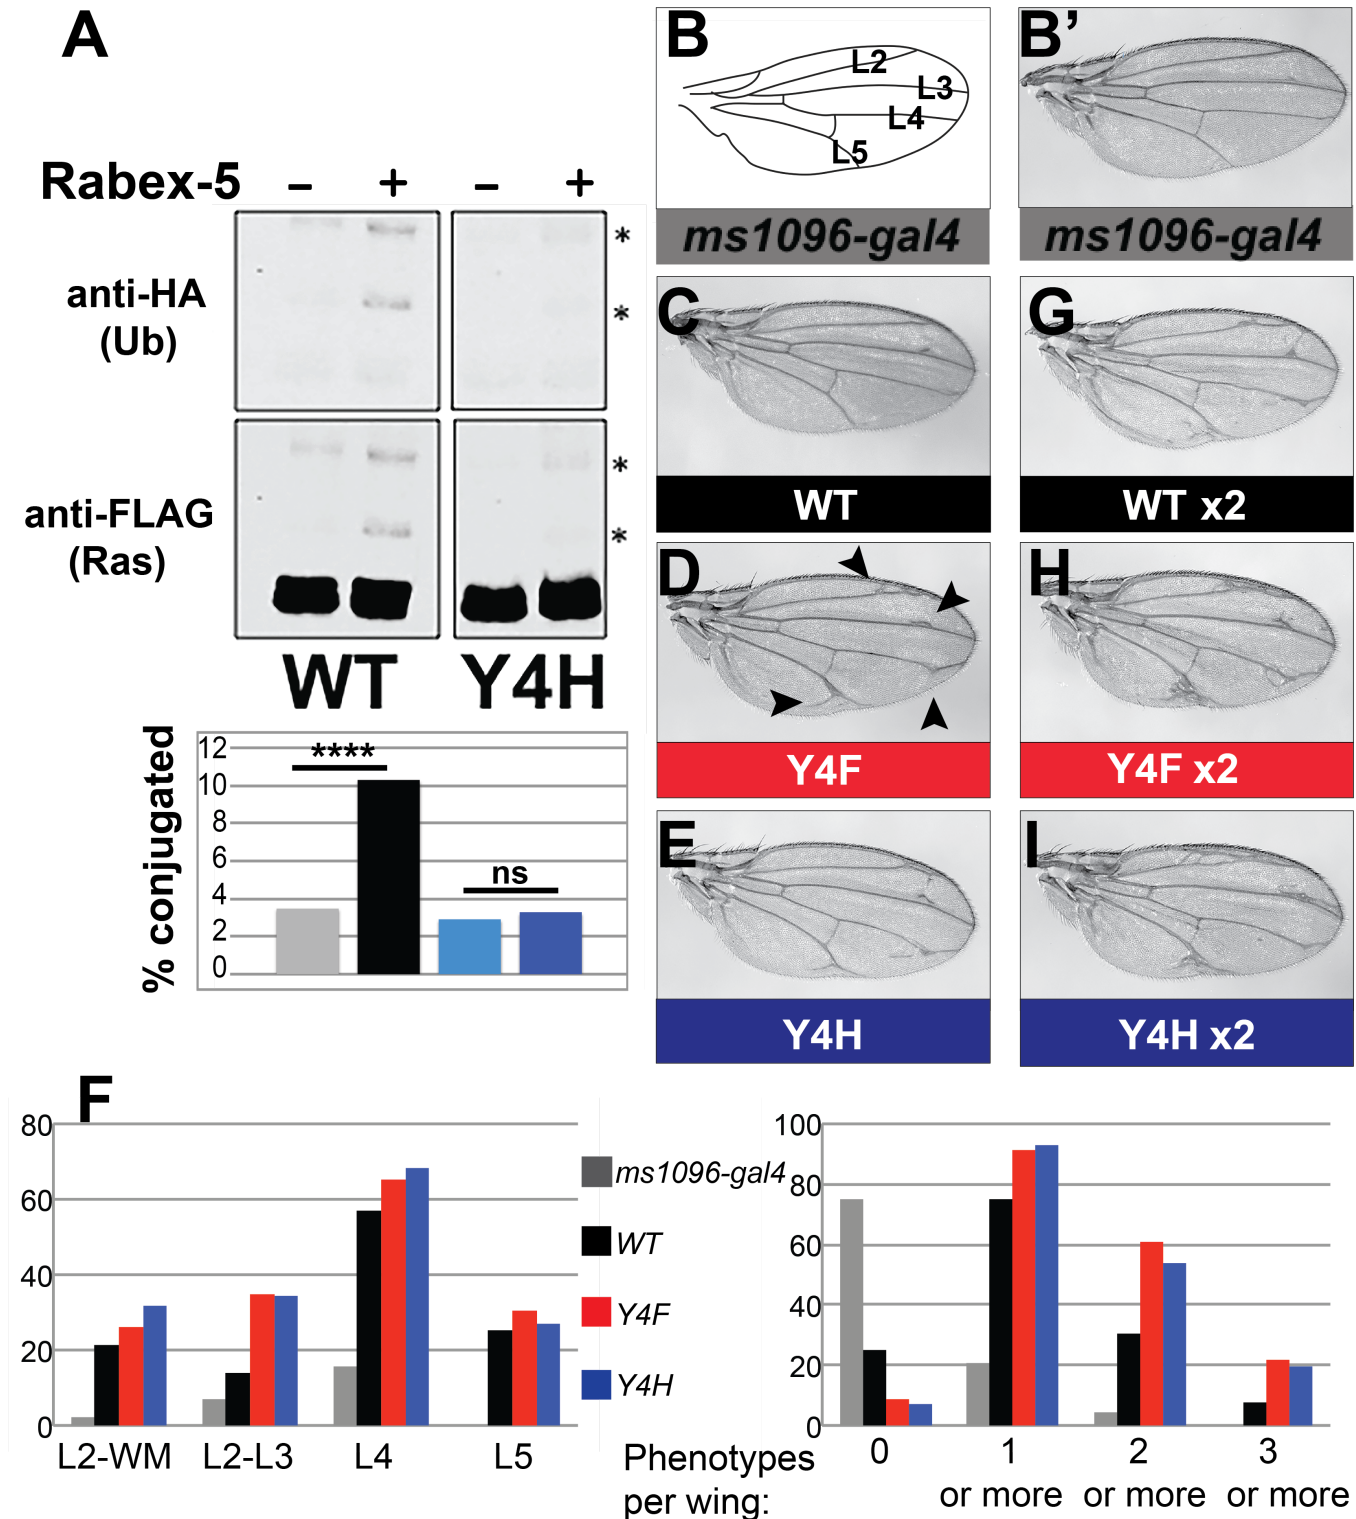 A
Rabex-5 – + – +
anti-HA
(Ub)
*
*
anti-FLAG
(Ras)
*
*
WT Y4H
% conjugated
12
10
8
6
4
2
0
****
ns
B
L2
L3
L4
L5
ms1096-gal4
B’
ms1096-gal4
C
WT
G
WT x2
D
Y4F
H
Y4F x2
E
Y4H
I
Y4H x2
F
80
60
40
20
0
L2-WM L2-L3 L4 L5
ms1096-gal4
WT
Y4F
Y4H
100
80
60
40
20
0
Phenotypes 0 1 2 3
per wing: or more or more or more